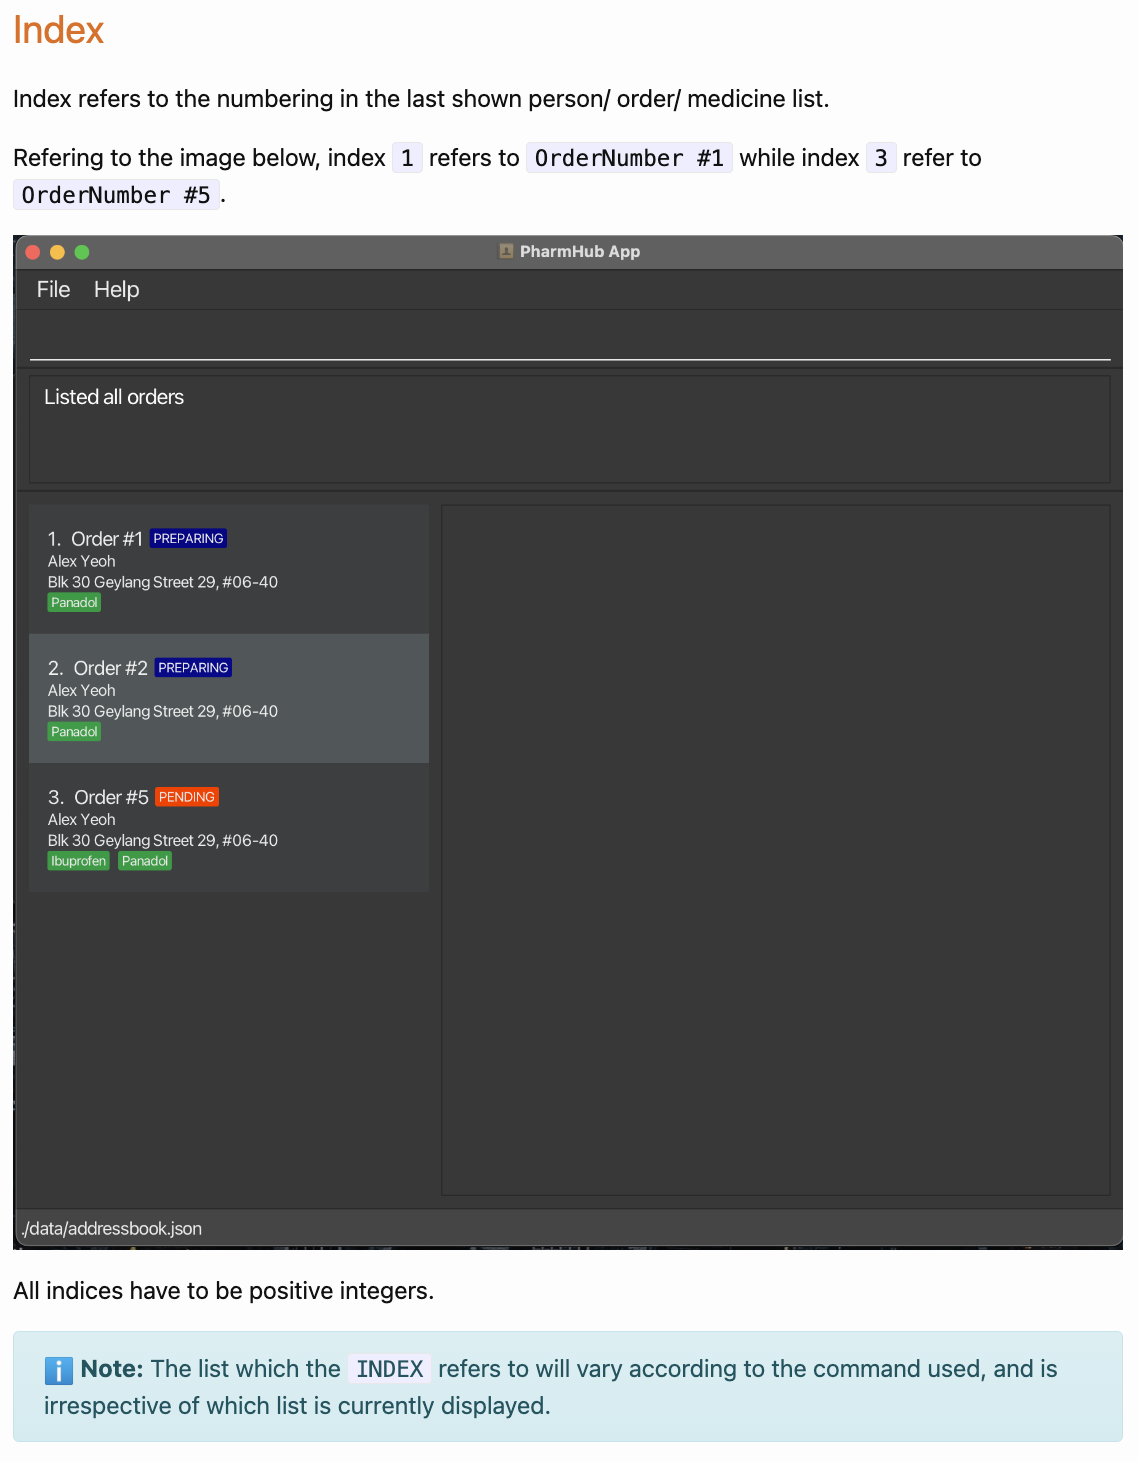 Index
Index refers to the numbering in the last shown person/ order/ medicine list.
Refering to the image below, index 1 refers to OrderNumber #1 while index 3 refer to
OrderNumber #5.
PharmHub App
File Help
Listed all orders
1. Order #1 PREPARING
Alex Yeoh
Blk 30 Geylang Street 29, #06-40
Panadol
2. Order #2 PREPARING
Alex Yeoh
Blk 30 Geylang Street 29, #06-40
Panadol
3. Order #5 PENDING
Alex Yeoh
Blk 30 Geylang Street 29, #06-40
Ibuprofen Panadol
./data/addressbook.json
All indices have to be positive integers.
ℹ️ Note: The list which the INDEX refers to will vary according to the command used, and is
irrespective of which list is currently displayed.